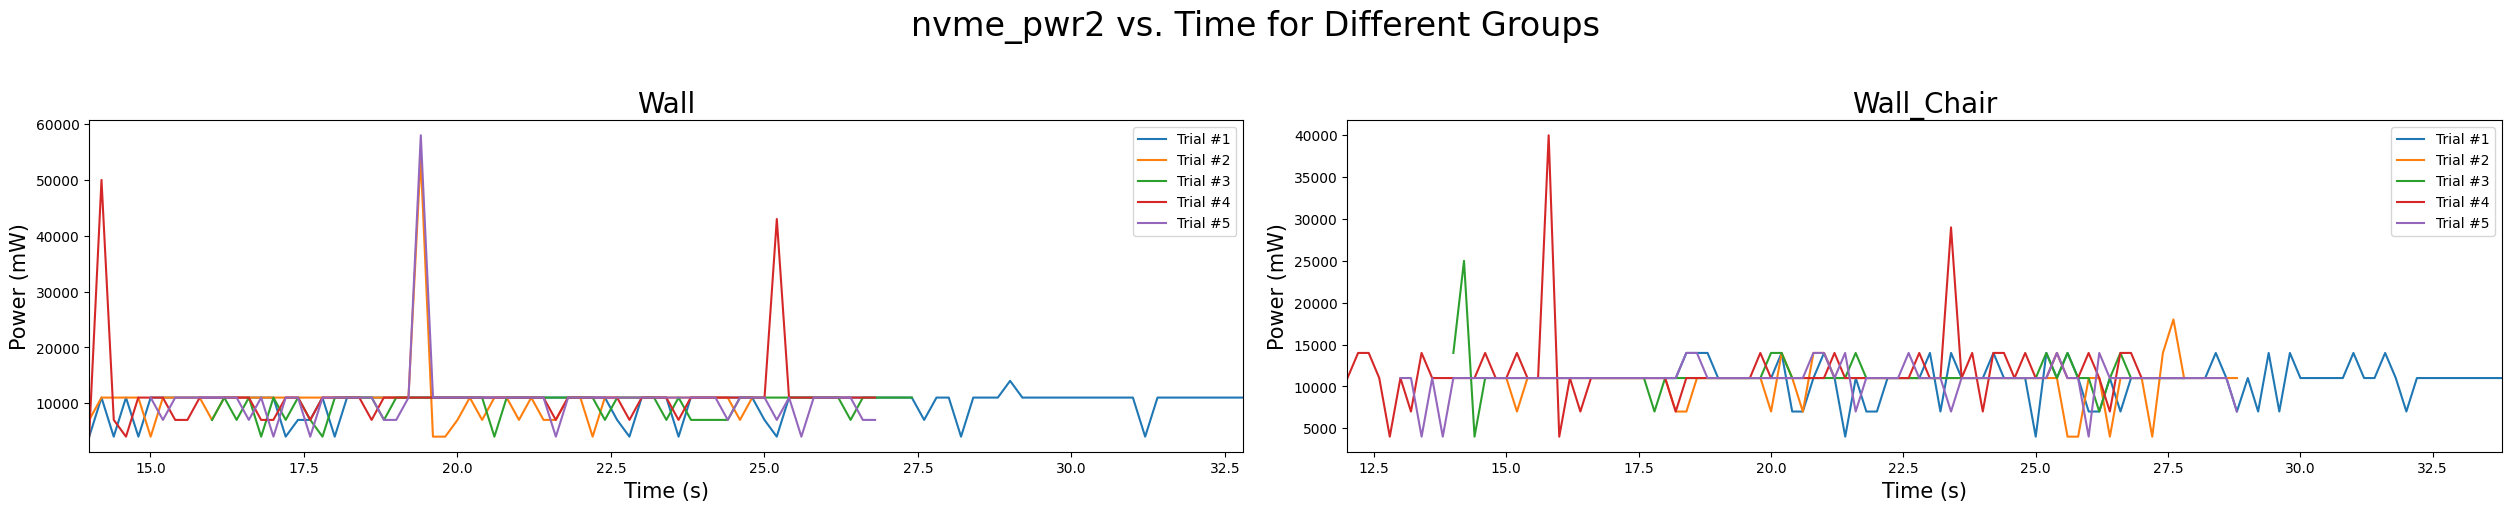 nvme_pwr2 vs. Time for Different Groups
Wall
Power (mW)
60000
50000
40000
30000
20000
10000
Trial #1
Trial #2
Trial #3
Trial #4
Trial #5
15.0 17.5 20.0 22.5 25.0 27.5 30.0 32.5
Time (s)
Wall_Chair
Power (mW)
40000
35000
30000
25000
20000
15000
10000
5000
Trial #1
Trial #2
Trial #3
Trial #4
Trial #5
12.5 15.0 17.5 20.0 22.5 25.0 27.5 30.0 32.5
Time (s)